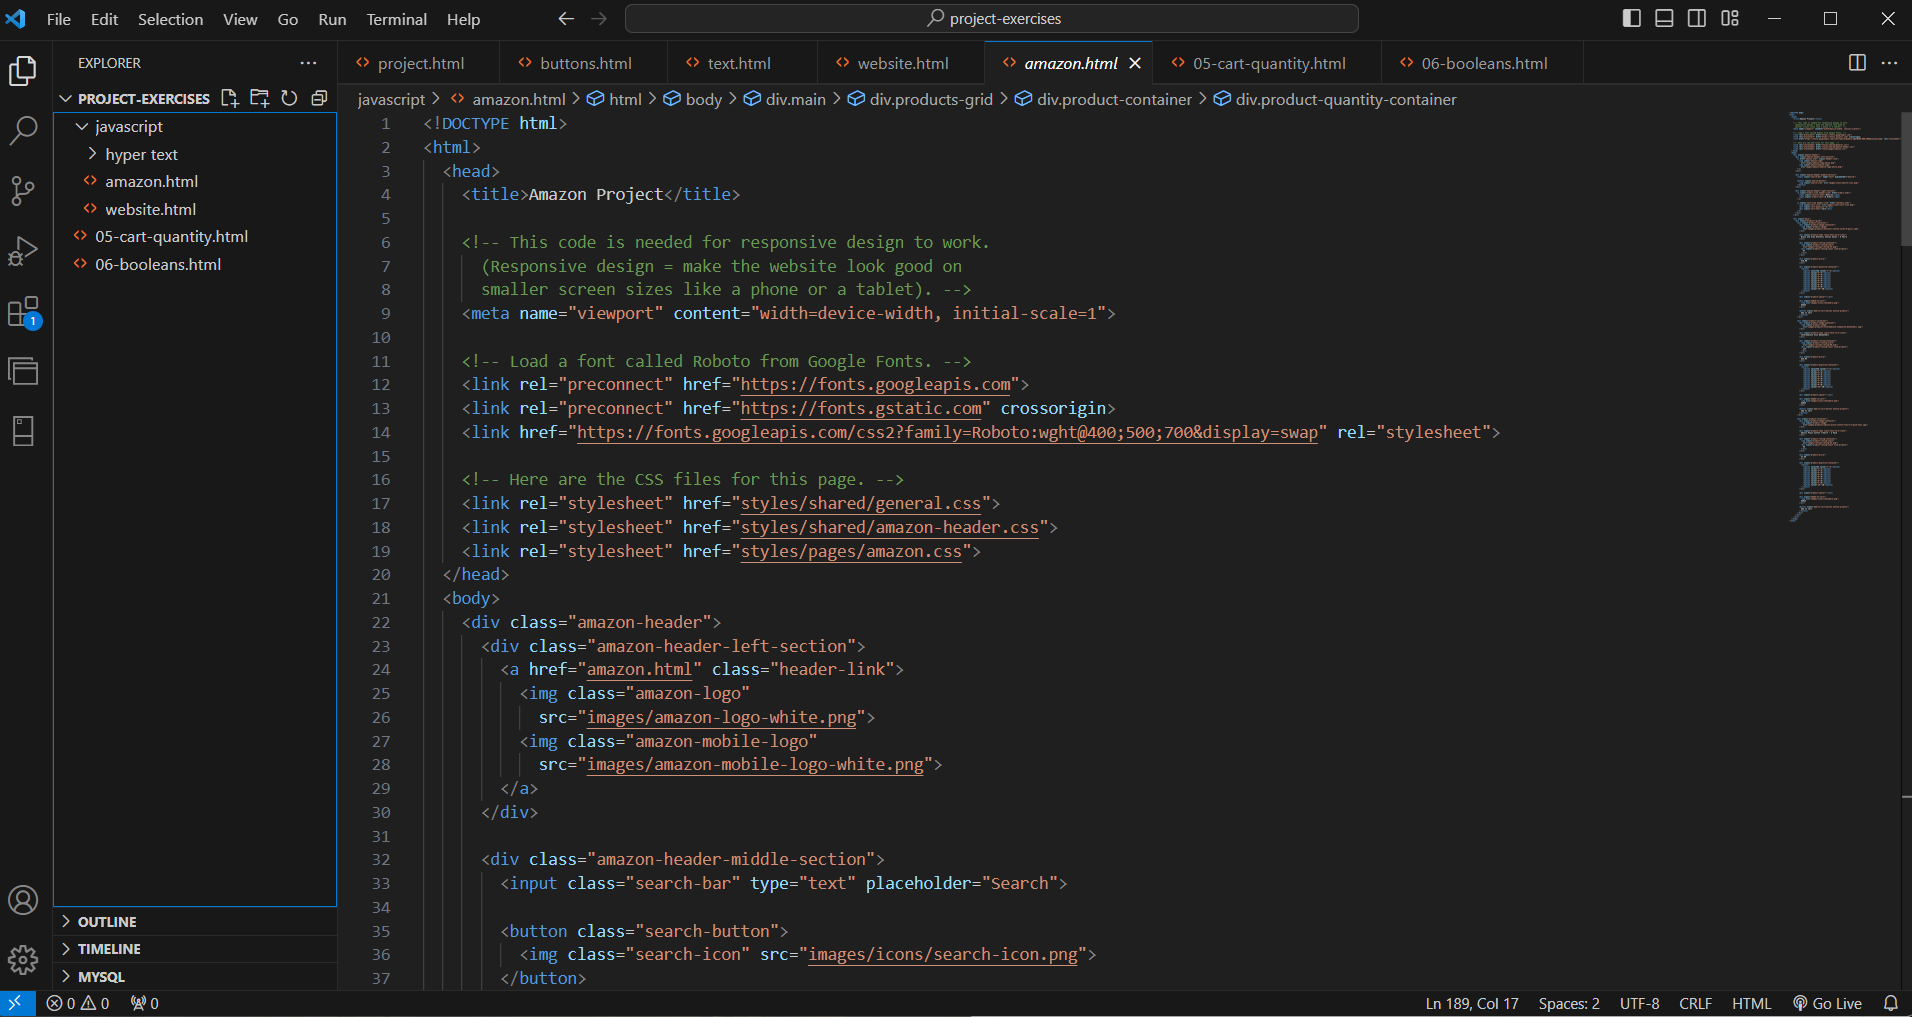 File Edit Selection View Go Run Terminal Help
project-exercises
EXPLORER
PROJECT-EXERCISES
javascript
hyper text
amazon.html
website.html
05-cart-quantity.html
06-booleans.html
1
OUTLINE
TIMELINE
MYSQL
project.html buttons.html text.html website.html amazon.html 05-cart-quantity.html 06-booleans.html
javascript > amazon.html > html > body > div.main > div.products-grid > div.product-container > div.product-quantity-container
1 <!DOCTYPE html>
2 <html>
3 <head>
4 <title>Amazon Project</title>
5
6 <!-- This code is needed for responsive design to work.
7 (Responsive design = make the website look good on
8 smaller screen sizes like a phone or a tablet). -->
9 <meta name="viewport" content="width=device-width, initial-scale=1">
10
11 <!-- Load a font called Roboto from Google Fonts. -->
12 <link rel="preconnect" href="https://fonts.googleapis.com">
13 <link rel="preconnect" href="https://fonts.gstatic.com" crossorigin>
14 <link href="https://fonts.googleapis.com/css2?family=Roboto:wght@400;500;700&display=swap" rel="stylesheet">
15
16 <!-- Here are the CSS files for this page. -->
17 <link rel="stylesheet" href="styles/shared/general.css">
18 <link rel="stylesheet" href="styles/shared/amazon-header.css">
19 <link rel="stylesheet" href="styles/pages/amazon.css">
20 </head>
21 <body>
22 <div class="amazon-header">
23 <div class="amazon-header-left-section">
24 <a href="amazon.html" class="header-link">
25 <img class="amazon-logo"
26 src="images/amazon-logo-white.png">
27 <img class="amazon-mobile-logo"
28 src="images/amazon-mobile-logo-white.png">
29 </a>
30 </div>
31
32 <div class="amazon-header-middle-section">
33 <input class="search-bar" type="text" placeholder="Search">
34
35 <button class="search-button">
36 <img class="search-icon" src="images/icons/search-icon.png">
37 </button>
0 0 0
Ln 189, Col 17 Spaces: 2 UTF-8 CRLF HTML Go Live